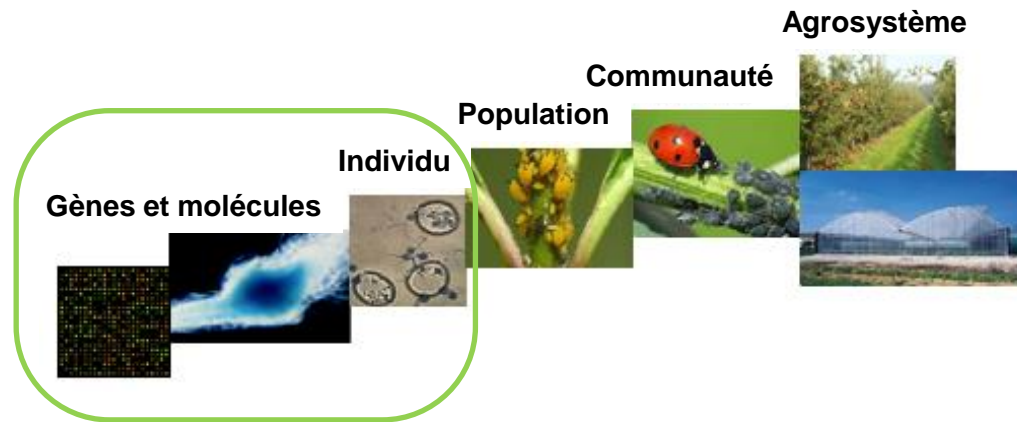 Agrosystème
Communauté
Population
Individu
Gènes et molécules